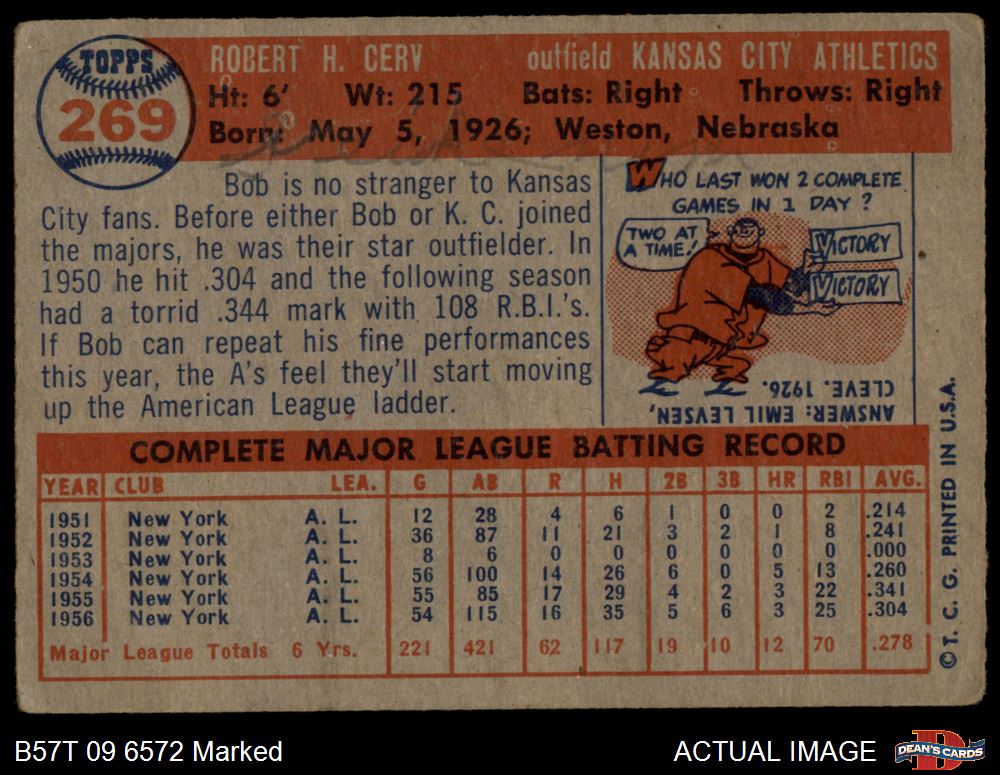 TOPPS
269
ROBERT H. CERV outfield KANSAS CITY ATHLETICS
Ht: 6' Wt: 215 Bats: Right Throws: Right
Born: May 5, 1926; Weston, Nebraska
Bob is no stranger to Kansas
City fans. Before either Bob or K. C. joined
the majors, he was their star outfielder. In
1950 he hit .304 and the following season
had a torrid .344 mark with 108 R.B.I.'s.
If Bob can repeat his fine performances
this year, the A's feel they'll start moving
up the American League ladder.
WHO LAST WON 2 COMPLETE
GAMES IN 1 DAY ?
TWO AT
A TIME!
VICTORY
VICTORY
ANSWER: EMIL LEVSEN,
CLEVE. 1926.
COMPLETE MAJOR LEAGUE BATTING RECORD
YEAR CLUB LEA. G AB R H 2B 3B HR RBI AVG.
1951 New York A. L. 12 28 4 6 1 0 0 2 .214
1952 New York A. L. 36 87 11 21 3 2 1 8 .241
1953 New York A. L. 8 6 0 0 0 0 0 0 .000
1954 New York A. L. 56 100 14 26 6 0 5 13 .260
1955 New York A. L. 55 85 17 29 4 2 3 22 .341
1956 New York A. L. 54 115 16 35 5 6 3 25 .304
Major League Totals 6 Yrs. 221 421 62 117 19 10 12 70 .278
© T. C. G. PRINTED IN U.S.A.
B57T 09 6572 Marked
ACTUAL IMAGE
DEAN'S CARDS